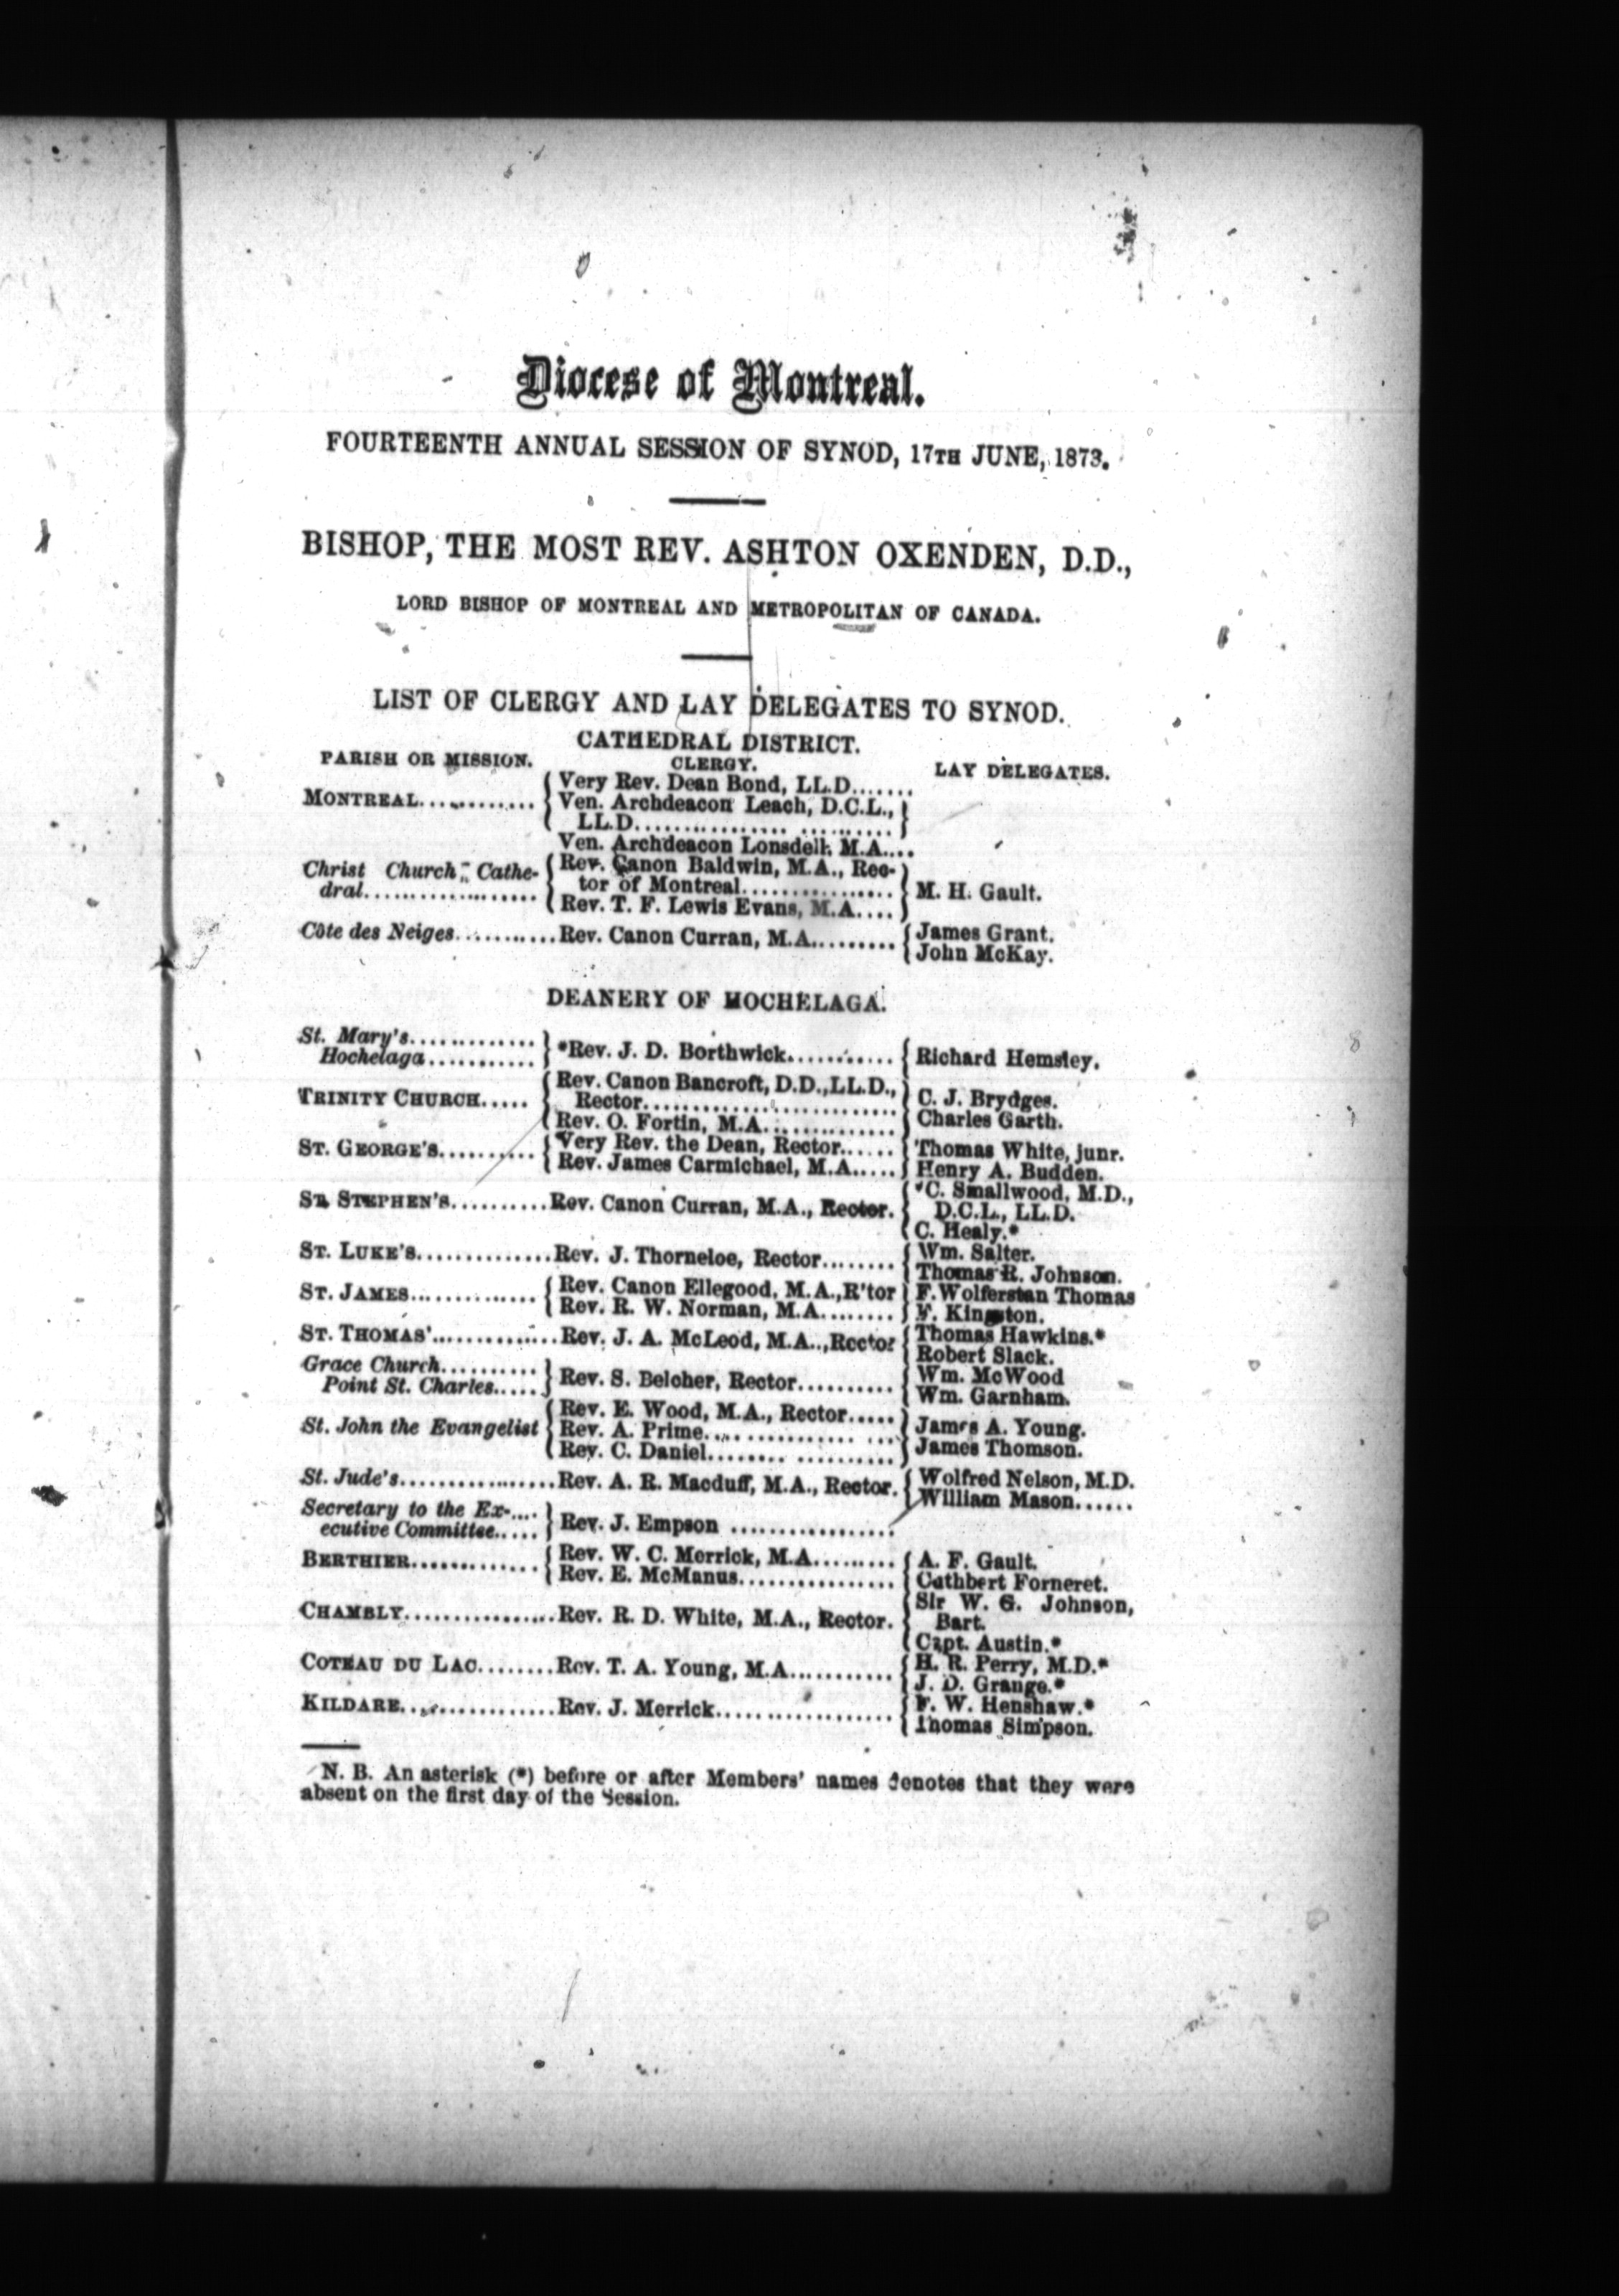 Diocese of Montreal.
FOURTEENTH ANNUAL SESSION OF SYNOD, 17TH JUNE, 1873.
BISHOP, THE MOST REV. ASHTON OXENDEN, D.D.,
LORD BISHOP OF MONTREAL AND METROPOLITAN OF CANADA.
LIST OF CLERGY AND LAY DELEGATES TO SYNOD.
CATHEDRAL DISTRICT.
PARISH OR MISSION. CLERGY. LAY DELEGATES.
MONTREAL............ { Very Rev. Dean Bond, LL.D.......
Ven. Archdeacon Leach, D.C.L.,
LL.D.........................
Ven. Archdeacon Lonsdell, M.A....
Christ Church, Cathe- { Rev. Canon Baldwin, M.A., Rec-
dral.................. tor of Montreal................ } M. H. Gault.
Rev. T. F. Lewis Evans, M.A....
Côte des Neiges..........Rev. Canon Curran, M.A......... { James Grant.
John McKay.
DEANERY OF HOCHELAGA.
St. Mary's............. } *Rev. J. D. Borthwick........... { Richard Hemsley.
Hochelaga...........
TRINITY CHURCH..... { Rev. Canon Bancroft, D.D., LL.D., } C. J. Brydges.
Rector.........................
Rev. O. Fortin, M.A.............. Charles Garth.
ST. GEORGE'S.......... { Very Rev. the Dean, Rector...... } Thomas White, junr.
Rev. James Carmichael, M.A..... Henry A. Budden.
ST. STEPHEN'S..........Rev. Canon Curran, M.A., Rector. { *C. Smallwood, M.D.,
D.C.L., LL.D.
C. Healy.*
ST. LUKE'S..............Rev. J. Thorneloe, Rector........ { Wm. Salter.
Thomas R. Johnson.
ST. JAMES............. { Rev. Canon Ellegood, M.A., R'tor } F. Wolferstan Thomas
Rev. R. W. Norman, M.A........ F. Kingston.
ST. THOMAS'.............Rev. J. A. McLeod, M.A.., Rector { Thomas Hawkins.*
Robert Slack.
Grace Church.......... } Rev. S. Belcher, Rector.......... { Wm. McWood
Point St. Charles..... Wm. Garnham.
St. John the Evangelist { Rev. E. Wood, M.A., Rector..... } James A. Young.
Rev. A. Prime................... James Thomson.
Rev. C. Daniel..................
St. Jude's................Rev. A. R. Macduff, M.A., Rector. { Wolfred Nelson, M.D.
William Mason......
Secretary to the Ex-.... } Rev. J. Empson .................
ecutive Committee.....
BERTHIER............. { Rev. W. C. Merrick, M.A......... { A. F. Gault.
Rev. E. McManus................ Cuthbert Forneret.
CHAMBLY................Rev. R. D. White, M.A., Rector. { Sir W. G. Johnson,
Bart.
Capt. Austin.*
COTEAU DU LAC........Rev. T. A. Young, M.A........... { H. R. Perry, M.D.*
J. D. Grange.*
KILDARE................Rev. J. Merrick.................. { F. W. Henshaw.*
Thomas Simpson.
N. B. An asterisk (*) before or after Members' names denotes that they were
absent on the first day of the Session.